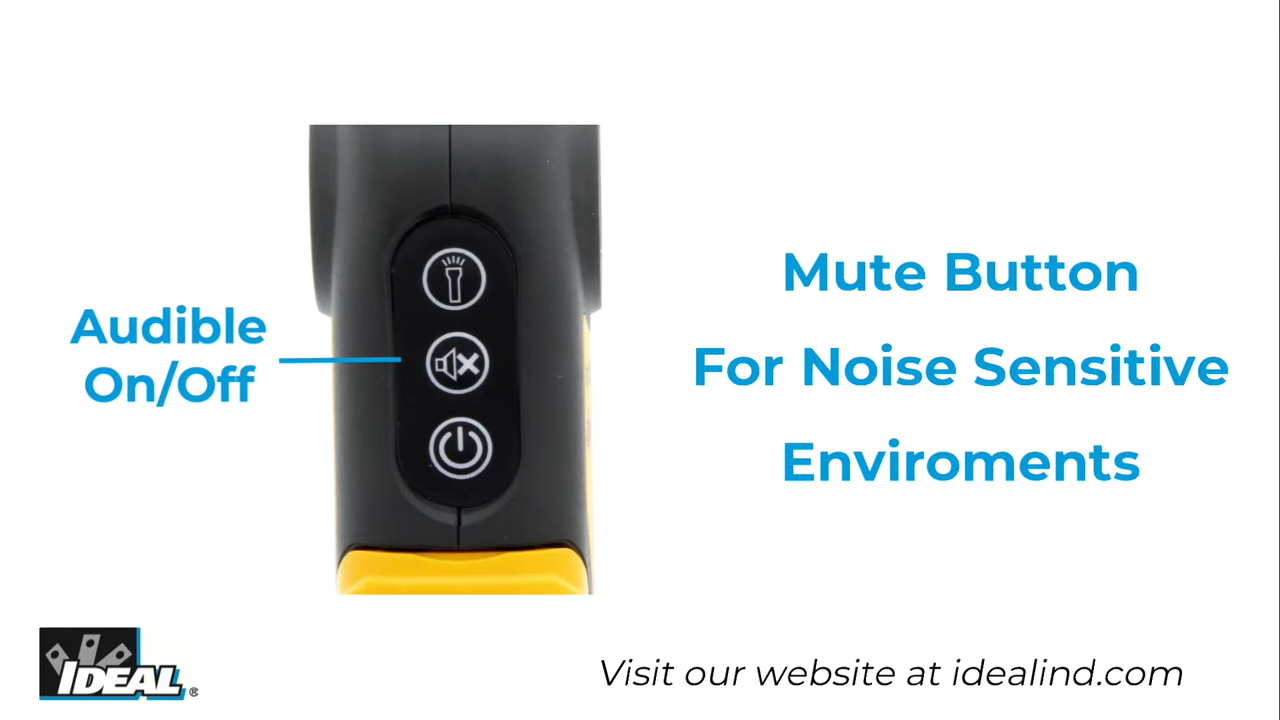 Audible
On/Off
Mute Button
For Noise Sensitive
Enviroments
IDEAL®
Visit our website at idealind.com